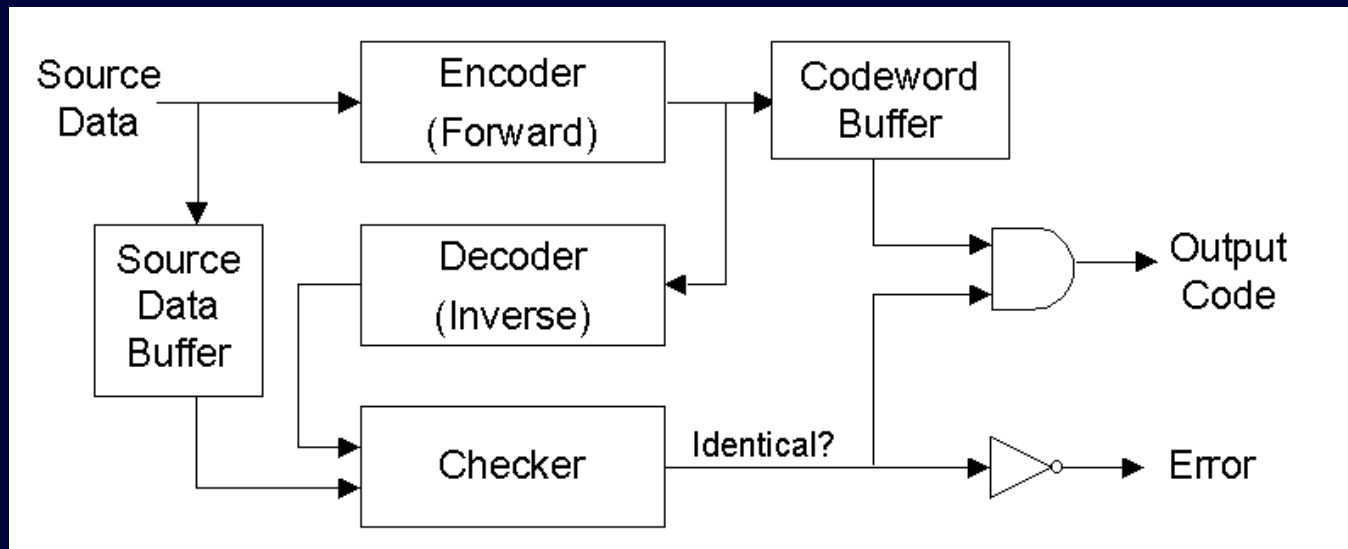 Source
Data
Encoder
(Forward)
Codeword
Buffer
Source
Data
Buffer
Decoder
(Inverse)
Output
Code
Checker
Identical?
Error